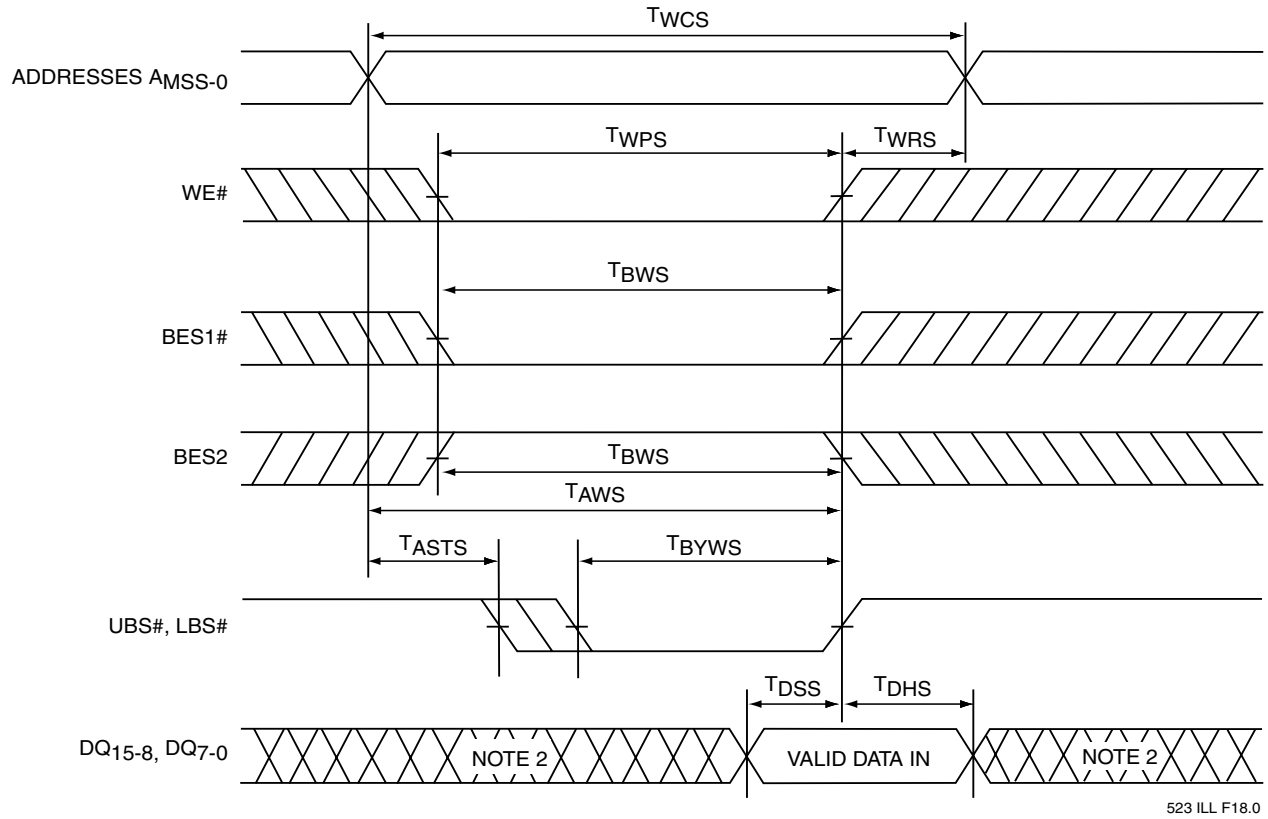 TWCS
ADDRESSES AMSS-0
TWPS
TWRS
WE#
TBWS
BES1#
BES2
TBWS
TAWS
TASTS
TBYWS
UBS#, LBS#
TDSS
TDHS
DQ15-8, DQ7-0
NOTE 2
VALID DATA IN
NOTE 2
523 ILL F18.0